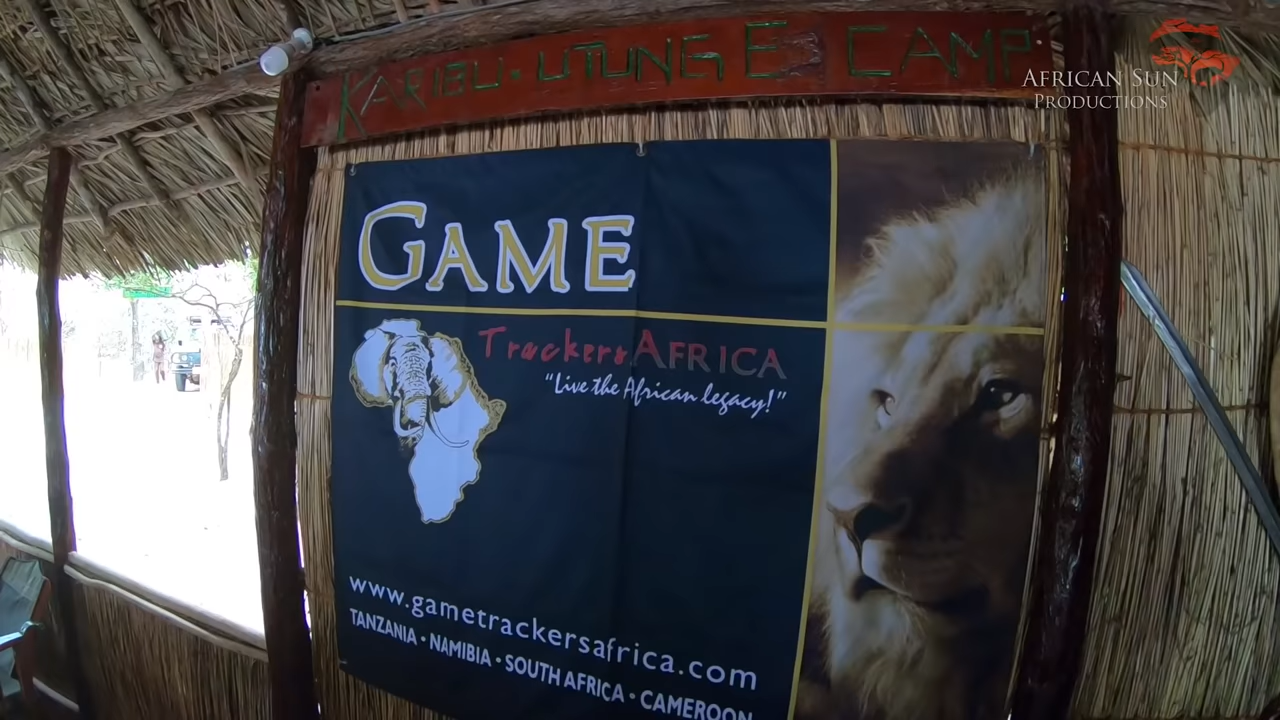 KARIBU·UTUNGE CAMP
AFRICAN SUN
PRODUCTIONS
GAME
TrackersAFRICA
"Live the African legacy!"
www.gametrackersafrica.com
TANZANIA • NAMIBIA • SOUTH AFRICA • CAMEROON